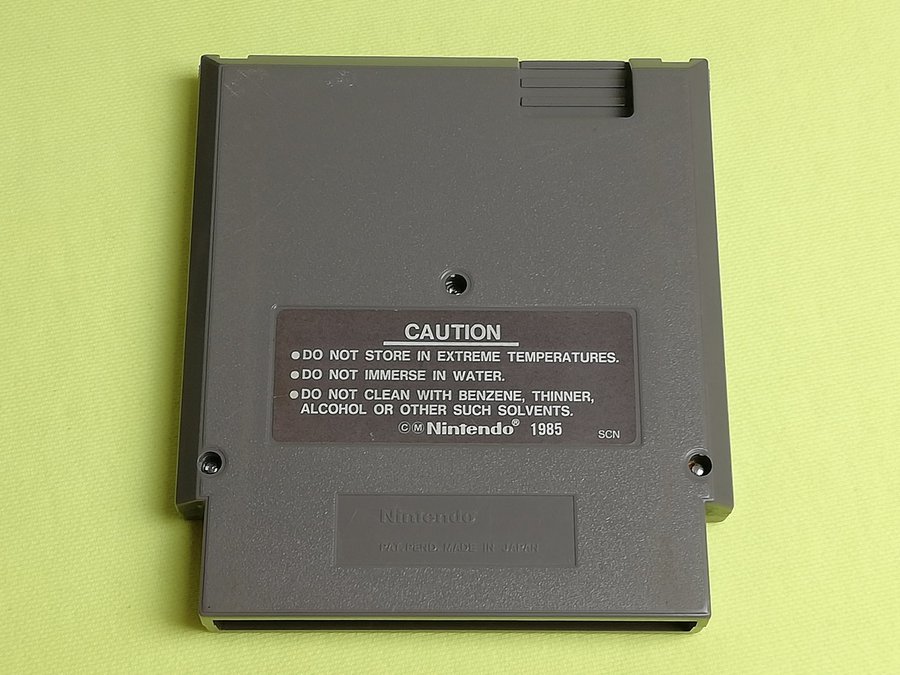 CAUTION
●DO NOT STORE IN EXTREME TEMPERATURES.
●DO NOT IMMERSE IN WATER.
●DO NOT CLEAN WITH BENZENE, THINNER,
ALCOHOL OR OTHER SUCH SOLVENTS.
ⒸⓂNintendo® 1985 SCN
Nintendo
PAT. PEND. MADE IN JAPAN